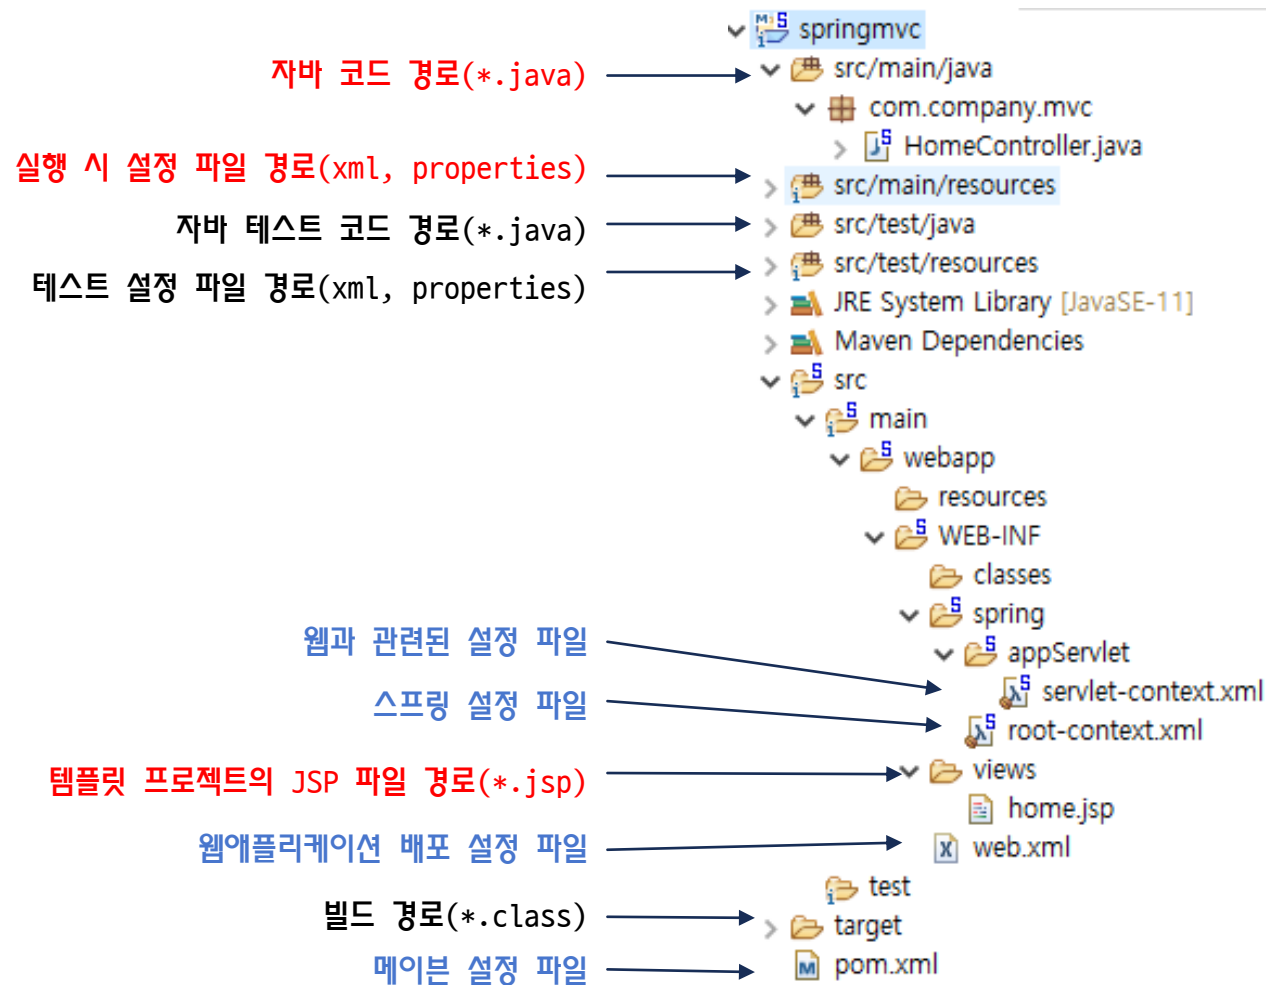 springmvc
자바 코드 경로(*.java)
src/main/java
com.company.mvc
HomeController.java
실행 시 설정 파일 경로(xml, properties)
src/main/resources
자바 테스트 코드 경로(*.java)
src/test/java
테스트 설정 파일 경로(xml, properties)
src/test/resources
JRE System Library [JavaSE-11]
Maven Dependencies
src
main
webapp
resources
WEB-INF
classes
spring
웹과 관련된 설정 파일
appServlet
servlet-context.xml
스프링 설정 파일
root-context.xml
템플릿 프로젝트의 JSP 파일 경로(*.jsp)
views
home.jsp
웹애플리케이션 배포 설정 파일
web.xml
test
빌드 경로(*.class)
target
메이븐 설정 파일
pom.xml